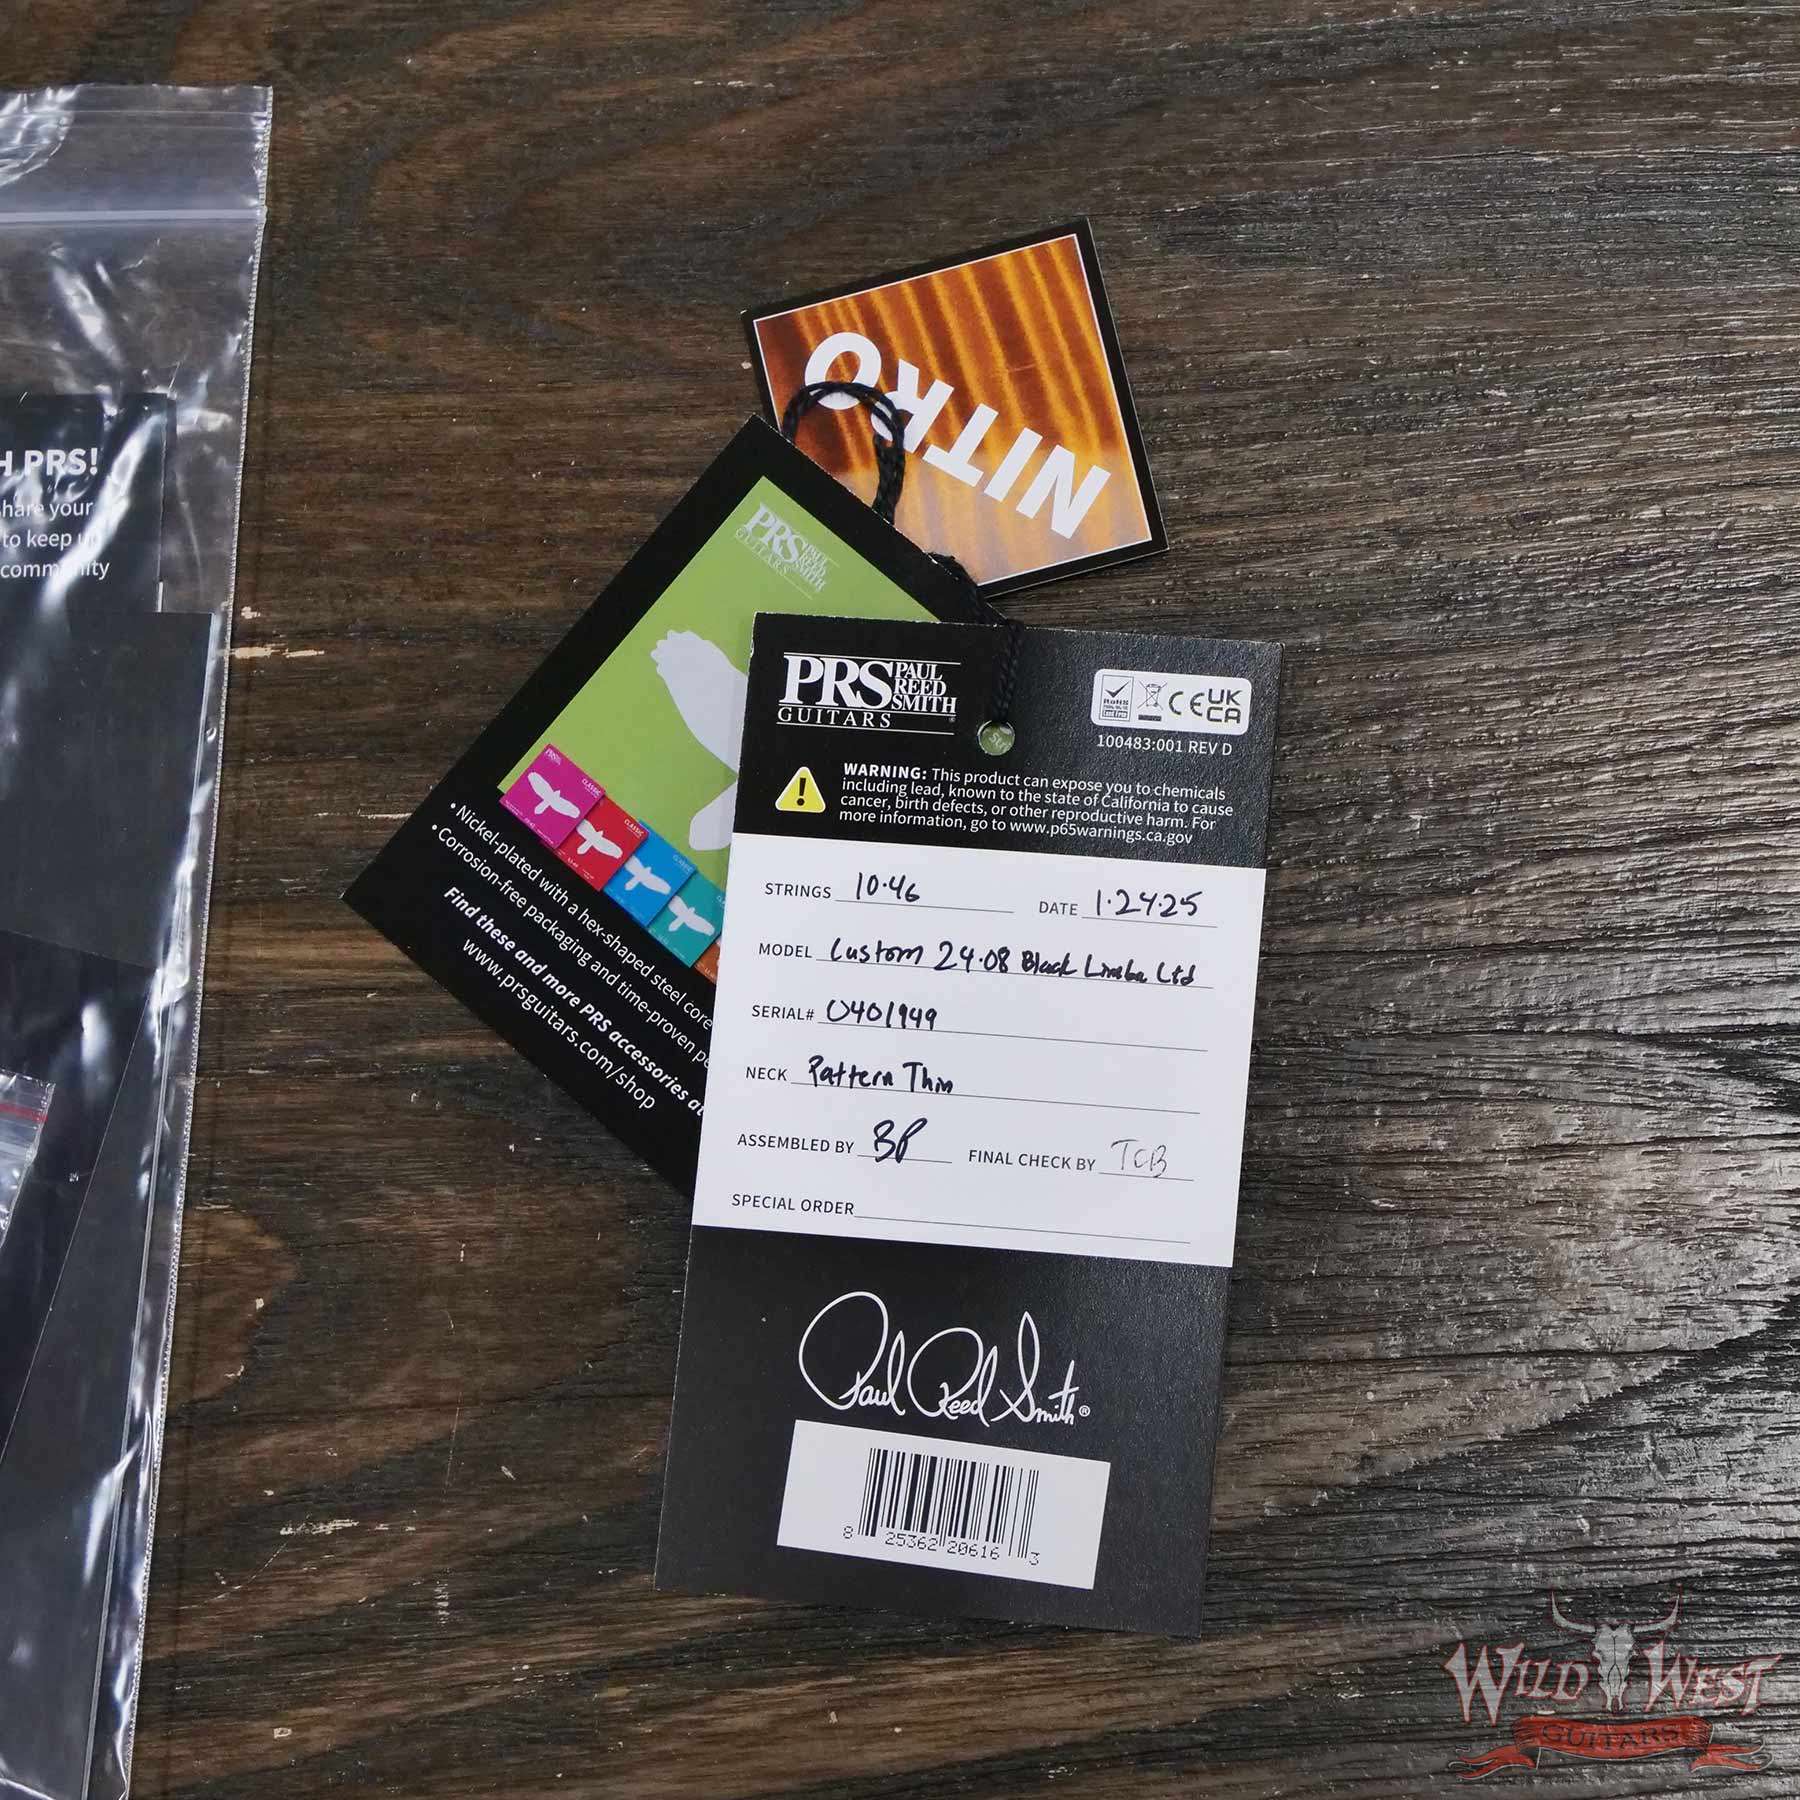 H PRS!
share your
to keep
community
NITRO
PRS PAUL REED SMITH
GUITARS
• Nickel-plated with a hex-shaped steel core
• Corrosion-free packaging and time-proven
Find these and more PRS accessories at
www.prsguitars.com/shop
PRS PAUL REED SMITH
GUITARS
RoHS CE UK CA
100483:001 REV D
WARNING: This product can expose you to chemicals
including lead, known to the state of California to cause
cancer, birth defects, or other reproductive harm. For
more information, go to www.p65warnings.ca.gov
STRINGS 10·46 DATE 1·24·25
MODEL Custom 24·08 Black Limba Ltd
SERIAL# 0401949
NECK Pattern Thin
ASSEMBLED BY BP FINAL CHECK BY TCB
SPECIAL ORDER
Paul Reed Smith®
8 25362 20616 3
WILD WEST
GUITARS